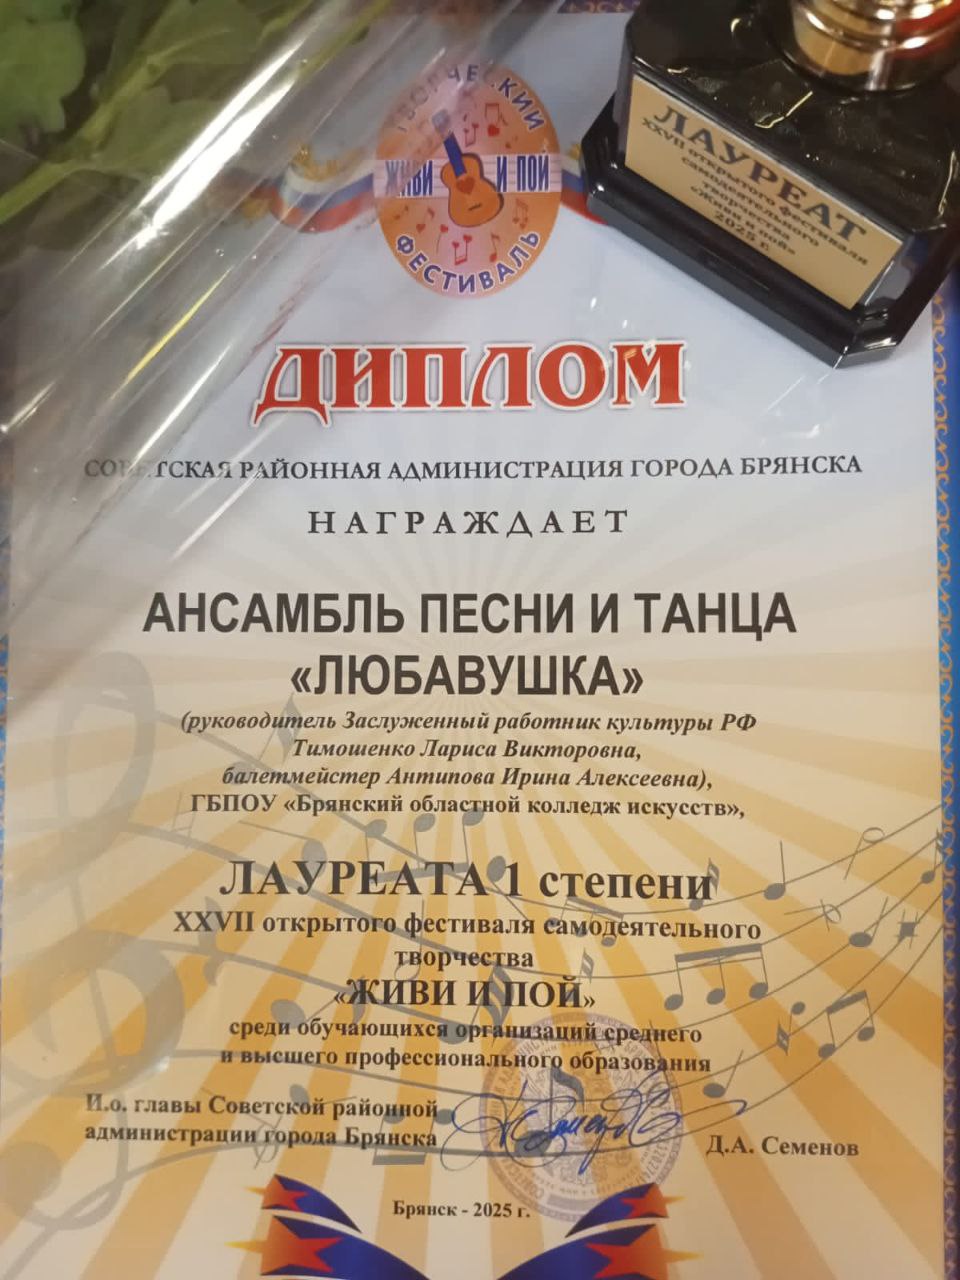 ТВОРЧЕСКИЙ
ЖИВИ И ПОЙ
ФЕСТИВАЛЬ
ЛАУРЕАТ
XXVII открытого фестиваля
самодеятельного
творчества
«Живи и пой»
2025 г.
ДИПЛОМ
СОВЕТСКАЯ РАЙОННАЯ АДМИНИСТРАЦИЯ ГОРОДА БРЯНСКА
НАГРАЖДАЕТ
АНСАМБЛЬ ПЕСНИ И ТАНЦА
«ЛЮБАВУШКА»
(руководитель Заслуженный работник культуры РФ
Тимошенко Лариса Викторовна,
балетмейстер Антипова Ирина Алексеевна),
ГБПОУ «Брянский областной колледж искусств»,
ЛАУРЕАТА 1 степени
XXVII открытого фестиваля самодеятельного
творчества
«ЖИВИ И ПОЙ»
среди обучающихся организаций среднего
и высшего профессионального образования
И.о. главы Советской районной
администрации города Брянска
Д.А. Семенов
Брянск - 2025 г.